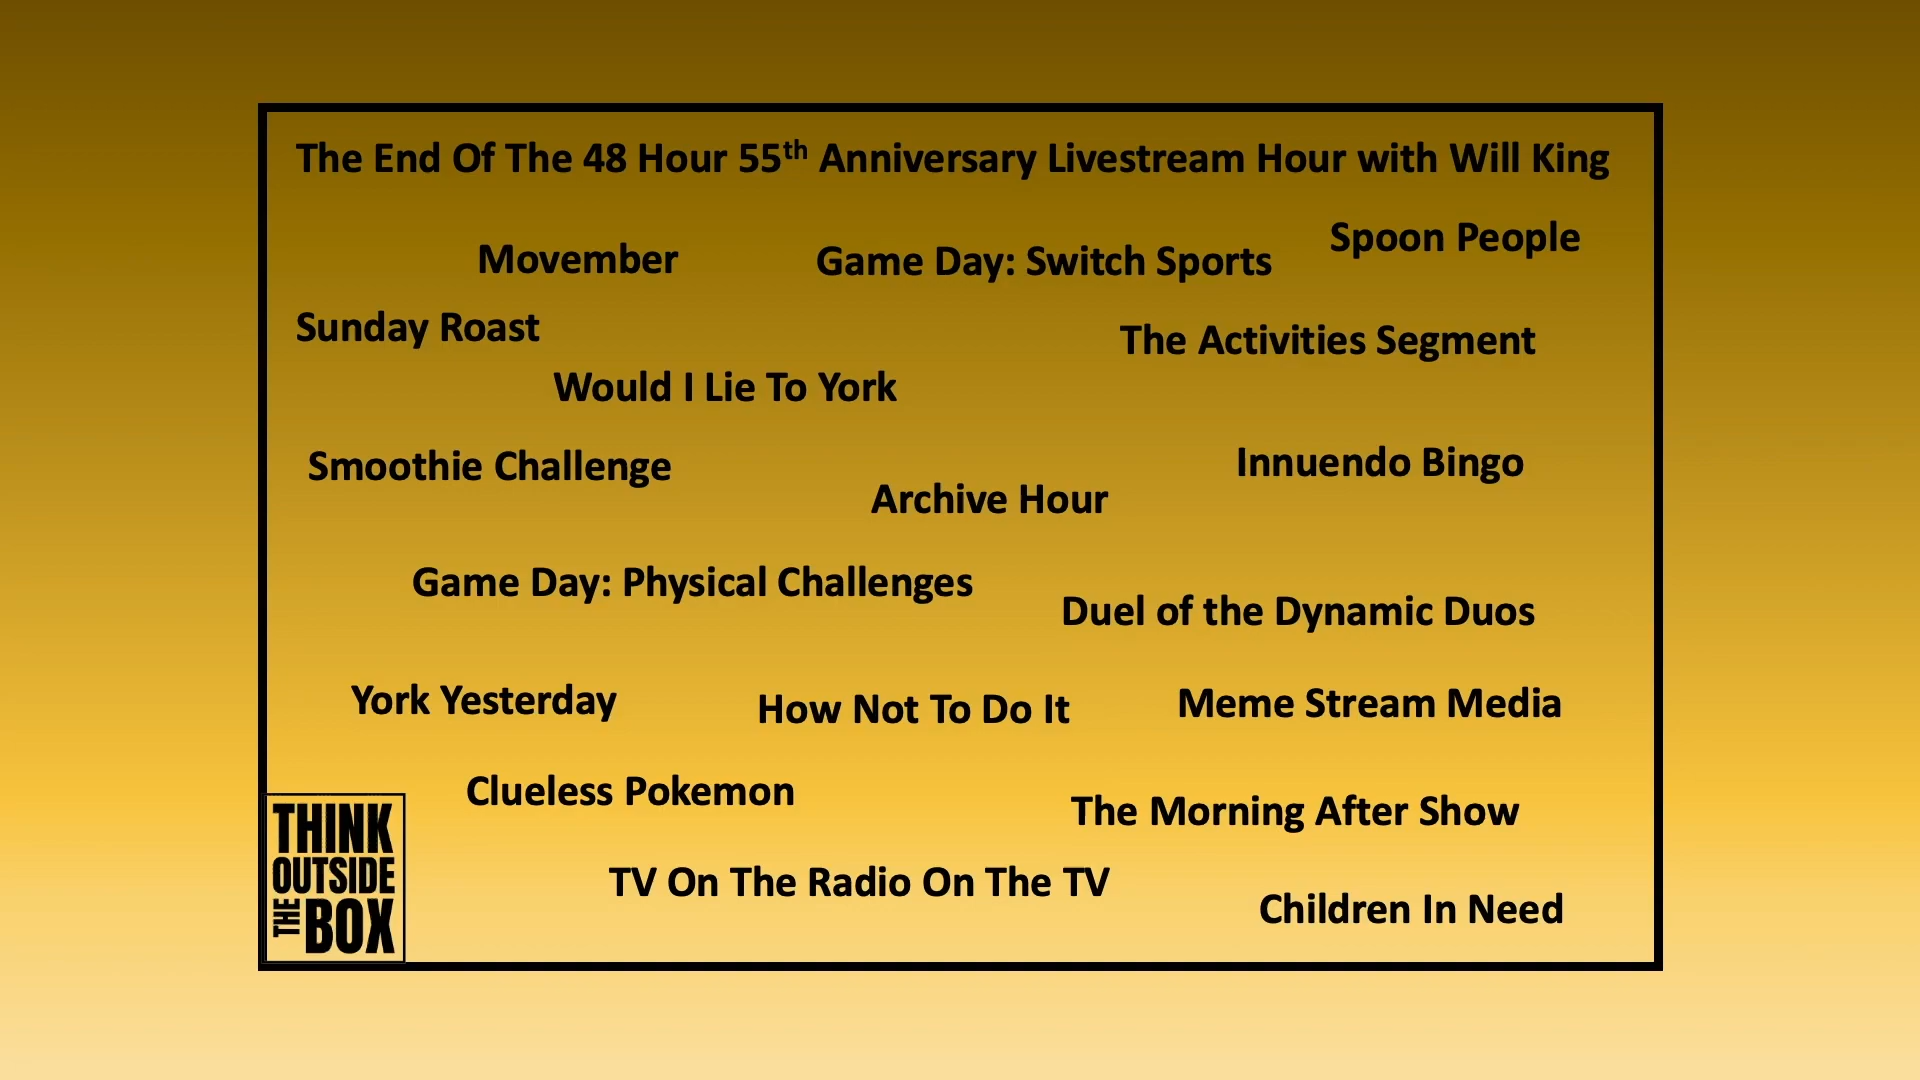 The End Of The 48 Hour 55th Anniversary Livestream Hour with Will King
Spoon People
Movember
Game Day: Switch Sports
Sunday Roast
The Activities Segment
Would I Lie To York
Smoothie Challenge
Innuendo Bingo
Archive Hour
Game Day: Physical Challenges
Duel of the Dynamic Duos
York Yesterday
How Not To Do It
Meme Stream Media
Clueless Pokemon
The Morning After Show
TV On The Radio On The TV
Children In Need
THINK
OUTSIDE
THE BOX